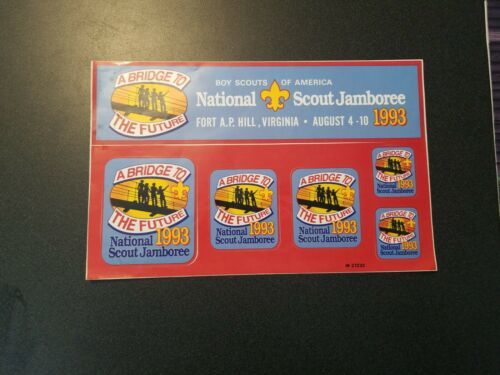 A BRIDGE TO
THE FUTURE
BOY SCOUTS OF AMERICA
National Scout Jamboree
FORT A.P. HILL, VIRGINIA • AUGUST 4-10 1993
A BRIDGE TO
THE FUTURE
1993
National
Scout Jamboree
A BRIDGE TO
THE FUTURE
1993
National
Scout Jamboree
A BRIDGE TO
THE FUTURE
1993
National
Scout Jamboree
A BRIDGE TO
THE FUTURE
1993
National
Scout Jamboree
A BRIDGE TO
THE FUTURE
1993
National
Scout Jamboree